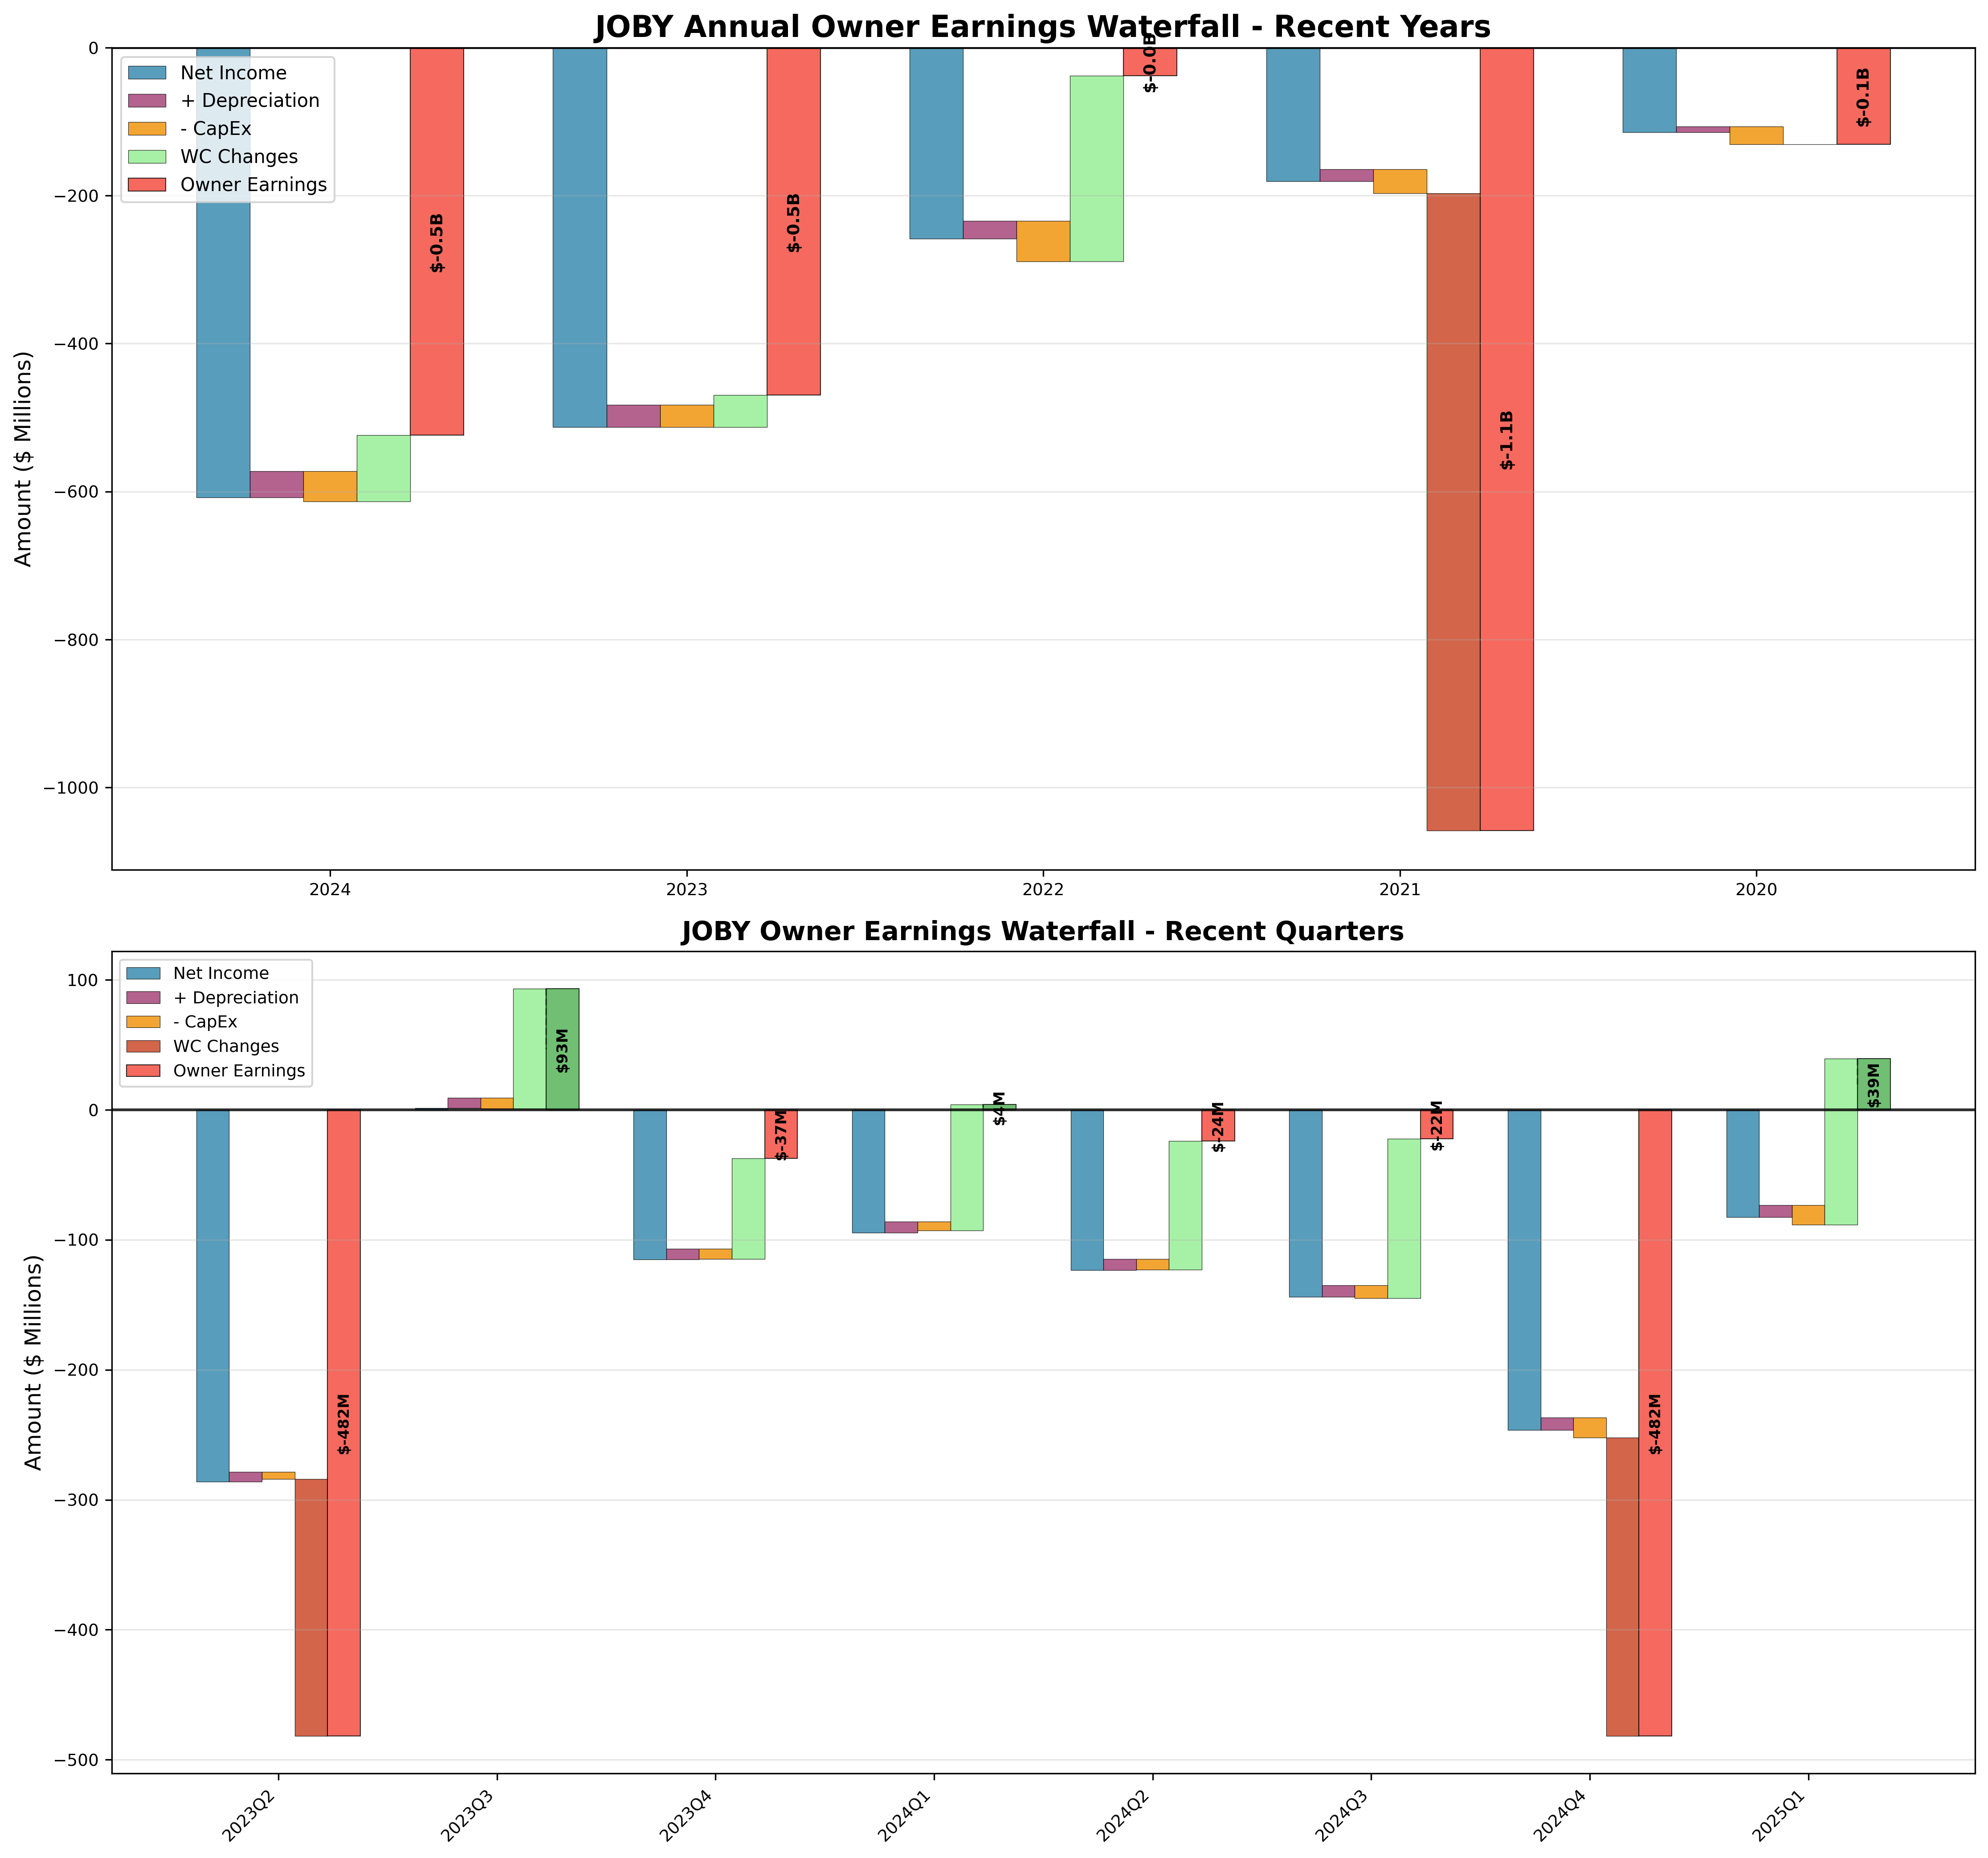 JOBY Annual Owner Earnings Waterfall - Recent Years
Amount ($ Millions)
0
−200
−400
−600
−800
−1000
Net Income
+ Depreciation
- CapEx
WC Changes
Owner Earnings
$-0.5B
$-0.5B
$-0.0B
$-1.1B
$-0.1B
2024
2023
2022
2021
2020
JOBY Owner Earnings Waterfall - Recent Quarters
Amount ($ Millions)
100
0
−100
−200
−300
−400
−500
Net Income
+ Depreciation
- CapEx
WC Changes
Owner Earnings
$-482M
$93M
$-37M
$4M
$-24M
$-22M
$-482M
$39M
2023Q2
2023Q3
2023Q4
2024Q1
2024Q2
2024Q3
2024Q4
2025Q1